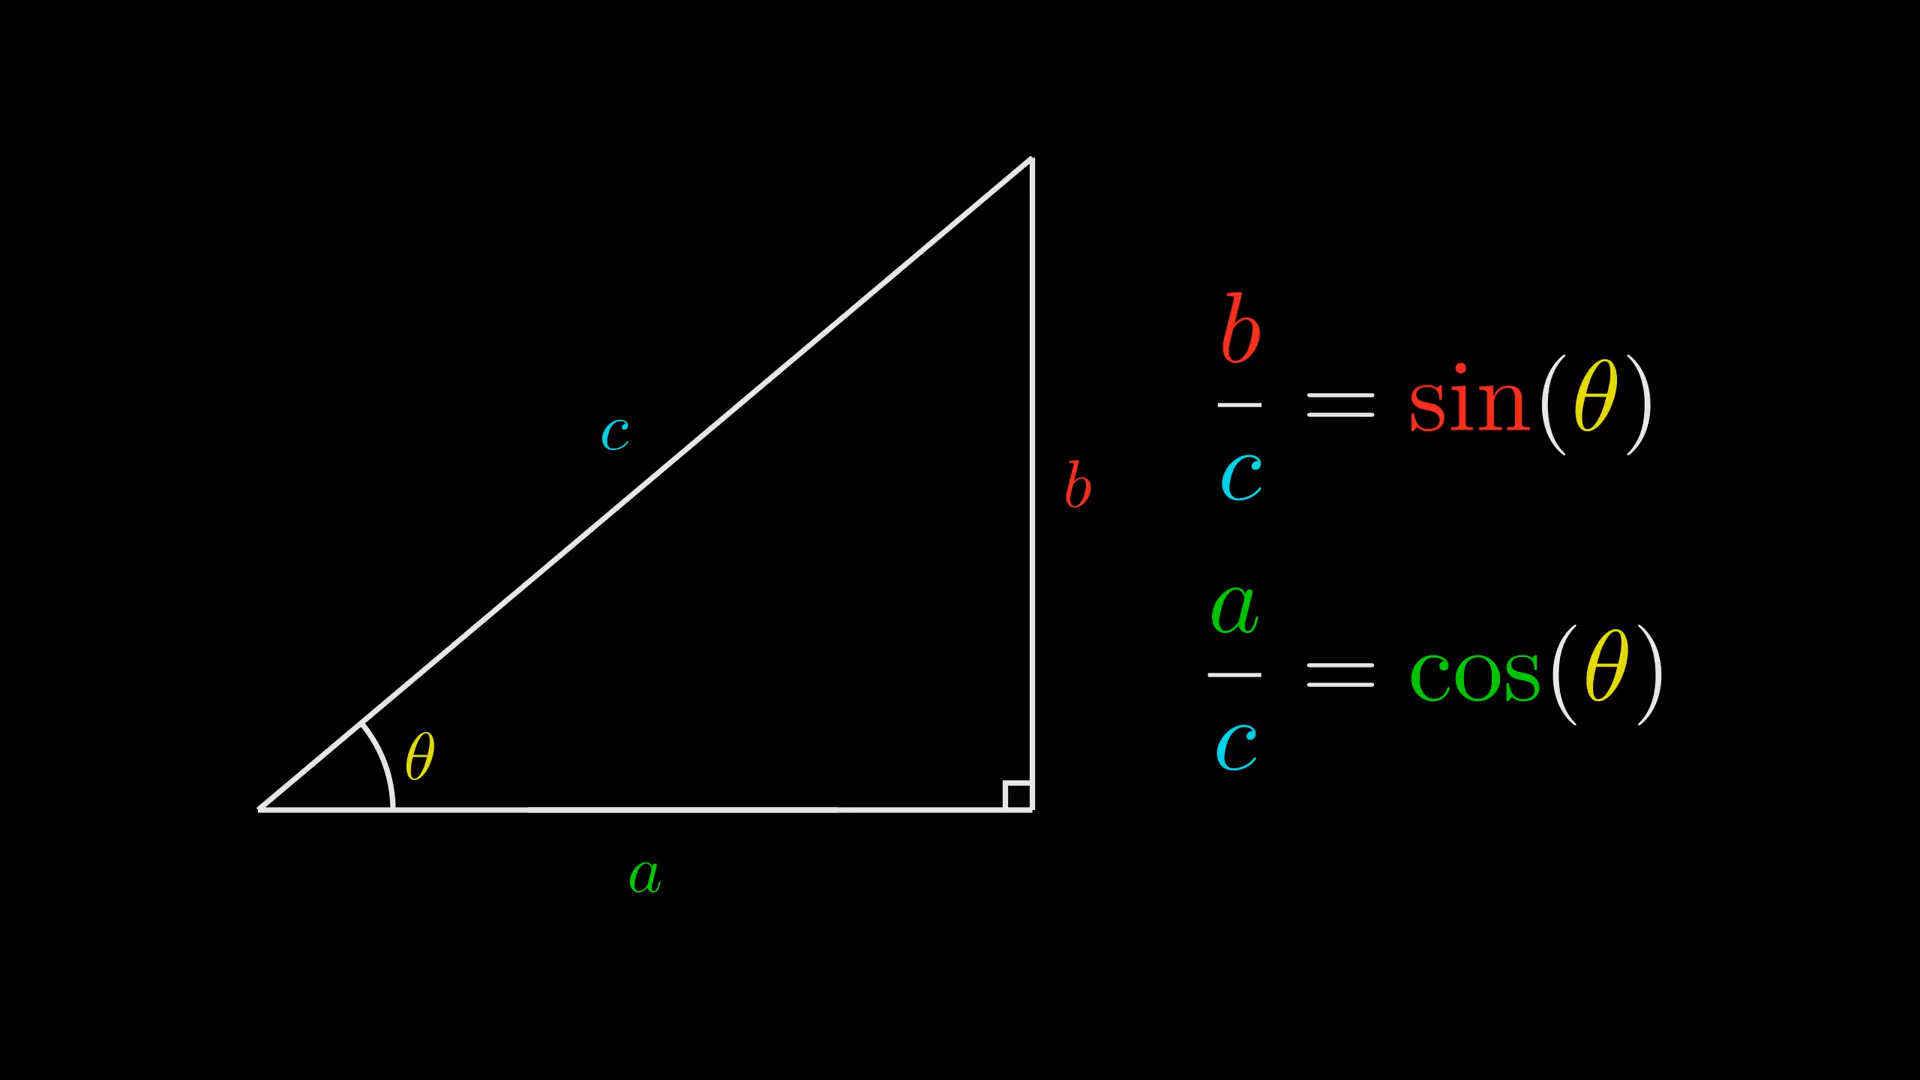 c
b
θ
a
b/c = sin(θ)
a/c = cos(θ)